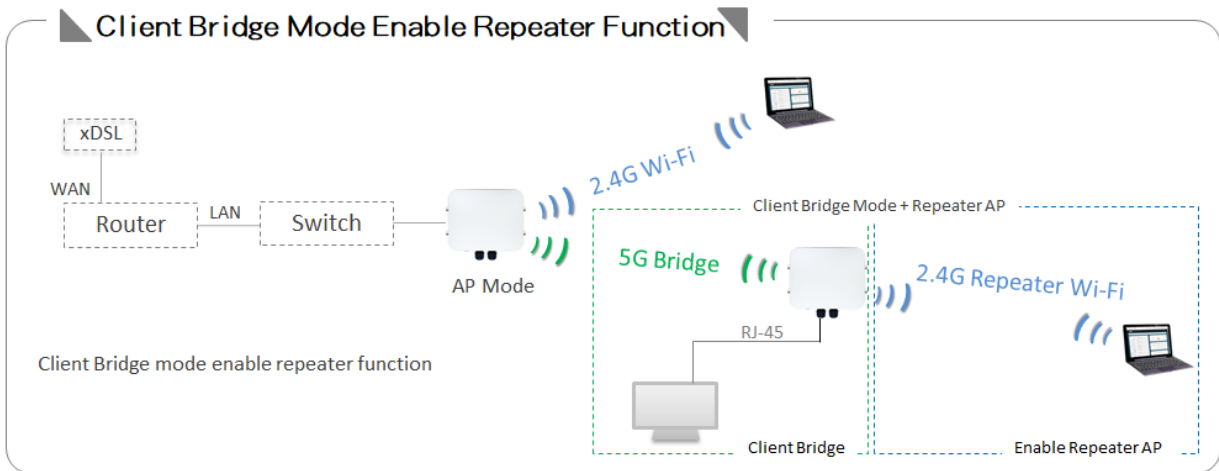 Client Bridge Mode Enable Repeater Function
xDSL
WAN
Router
LAN
Switch
AP Mode
2.4G Wi-Fi
Client Bridge Mode + Repeater AP
5G Bridge
2.4G Repeater Wi-Fi
RJ-45
Client Bridge mode enable repeater function
Client Bridge
Enable Repeater AP